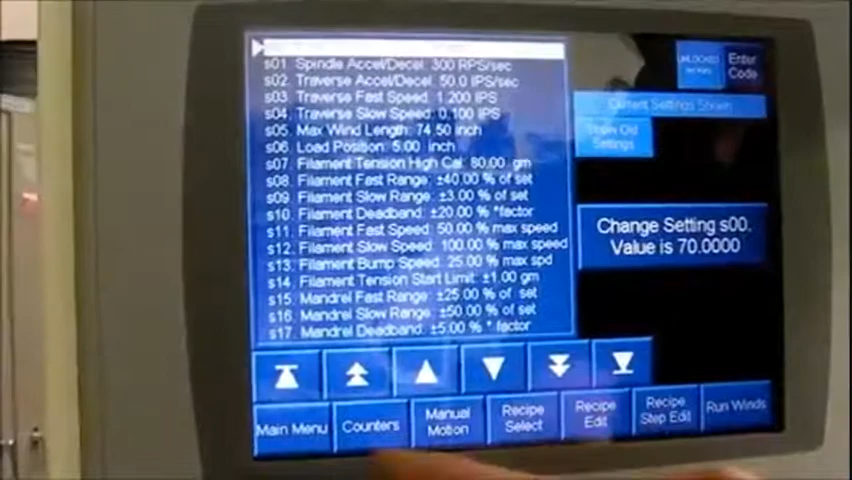 s01. Spindle Accel/Decel: 300 RPS/sec
s02. Traverse Accel/Decel: 50.0 IPS/sec
s03. Traverse Fast Speed: 1.200 IPS
s04. Traverse Slow Speed: 0.100 IPS
s05. Max Wind Length: 74.50 inch
s06. Load Position: 5.00 inch
s07. Filament Tension High Cal: 80.00 gm
s08. Filament Fast Range: ±40.00 % of set
s09. Filament Slow Range: ±3.00 % of set
s10. Filament Deadband: ±20.00 % *factor
s11. Filament Fast Speed: 50.00 % max speed
s12. Filament Slow Speed: 100.00 % max speed
s13. Filament Bump Speed: 25.00 % max spd
s14. Filament Tension Start Limit: ±1.00 gm
s15. Mandrel Fast Range: ±25.00 % of set
s16. Mandrel Slow Range: ±50.00 % of set
s17. Mandrel Deadband: ±5.00 % * factor
UNLOCKED
Enter
Code
Current Settings Shown
Show Old
Settings
Change Setting s00.
Value is 70.0000
Main Menu
Counters
Manual
Motion
Recipe
Select
Recipe
Edit
Recipe
Step Edit
Run Winds